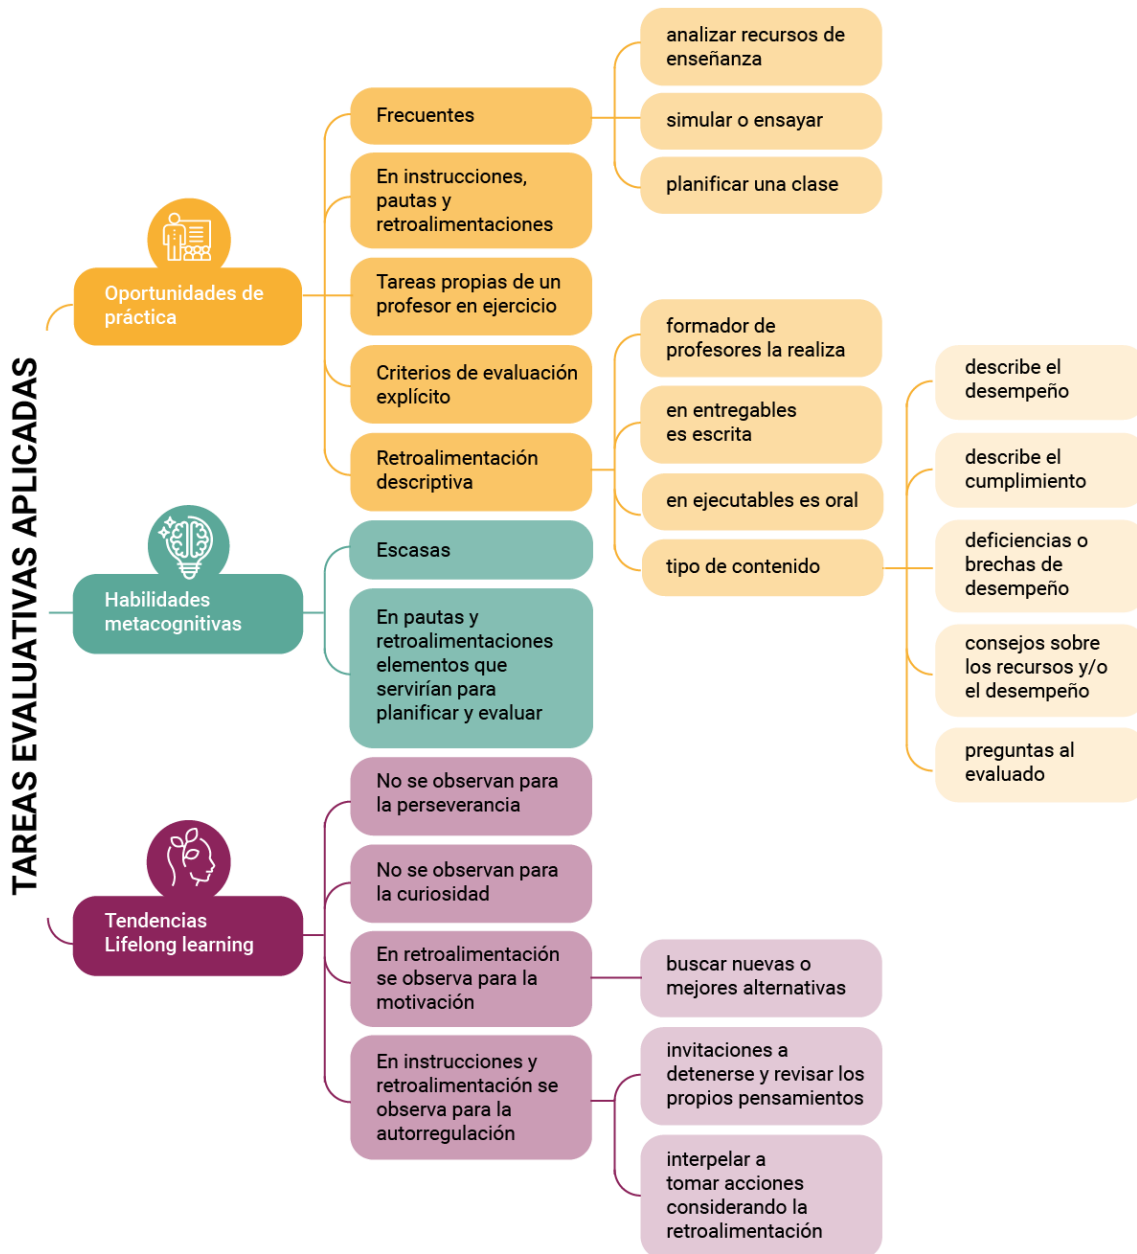 TAREAS EVALUATIVAS APLICADAS
Oportunidades de
práctica
Frecuentes
analizar recursos de
enseñanza
simular o ensayar
planificar una clase
En instrucciones,
pautas y
retroalimentaciones
Tareas propias de un
profesor en ejercicio
Criterios de evaluación
explícito
Retroalimentación
descriptiva
formador de
profesores la realiza
en entregables
es escrita
en ejecutables es oral
tipo de contenido
describe el
desempeño
describe el
cumplimiento
deficiencias o
brechas de
desempeño
consejos sobre
los recursos y/o
el desempeño
preguntas al
evaluado
Habilidades
metacognitivas
Escasas
En pautas y
retroalimentaciones
elementos que
servirían para
planificar y evaluar
Tendencias
Lifelong learning
No se observan para
la perseverancia
No se observan para
la curiosidad
En retroalimentación
se observa para la
motivación
buscar nuevas o
mejores alternativas
En instrucciones y
retroalimentación se
observa para la
autorregulación
invitaciones a
detenerse y revisar los
propios pensamientos
interpelar a
tomar acciones
considerando la
retroalimentación